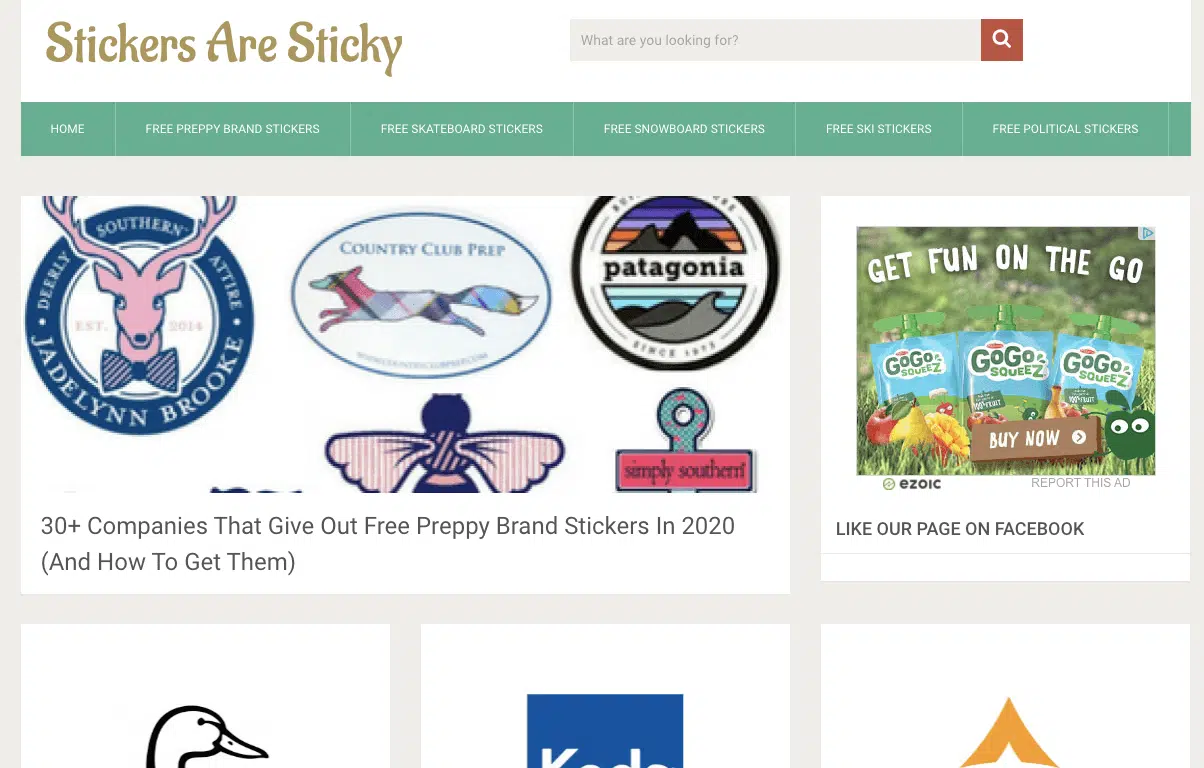 Stickers Are Sticky
What are you looking for?
HOME
FREE PREPPY BRAND STICKERS
FREE SKATEBOARD STICKERS
FREE SNOWBOARD STICKERS
FREE SKI STICKERS
FREE POLITICAL STICKERS
SOUTHERN
DEERLY
ATTIRE
EST. 2014
JADELYNN BROOKE
COUNTRY CLUB PREP
patagonia
SINCE 1973
simply southern
GET FUN ON THE GO
GOGO SQUEEZ
GOGO SQUEEZ
GOGO SQUEEZ
100% FRUIT
BUY NOW
ezoic
REPORT THIS AD
30+ Companies That Give Out Free Preppy Brand Stickers In 2020
(And How To Get Them)
LIKE OUR PAGE ON FACEBOOK
Keds